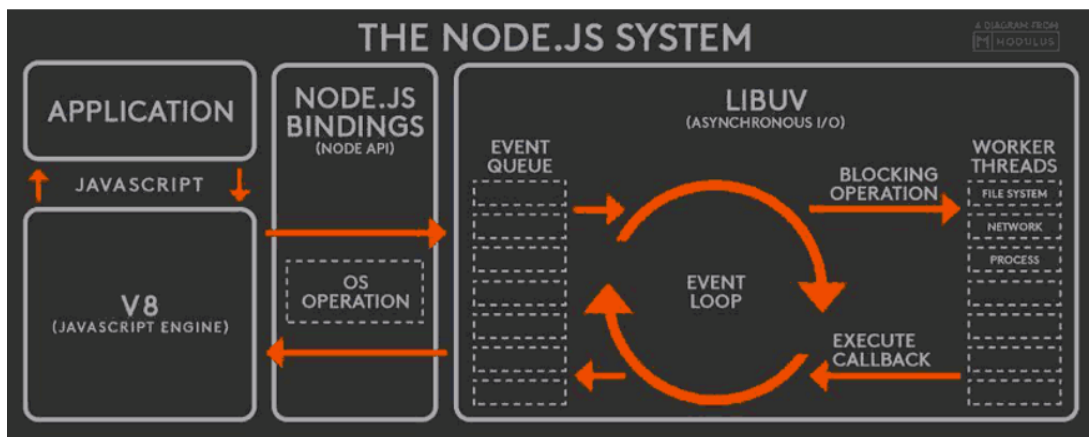 THE NODE.JS SYSTEM
A DIAGRAM FROM
MODULUS
APPLICATION
JAVASCRIPT
V8
(JAVASCRIPT ENGINE)
NODE.JS
BINDINGS
(NODE API)
OS
OPERATION
LIBUV
(ASYNCHRONOUS I/O)
EVENT
QUEUE
EVENT
LOOP
BLOCKING
OPERATION
EXECUTE
CALLBACK
WORKER
THREADS
FILE SYSTEM
NETWORK
PROCESS